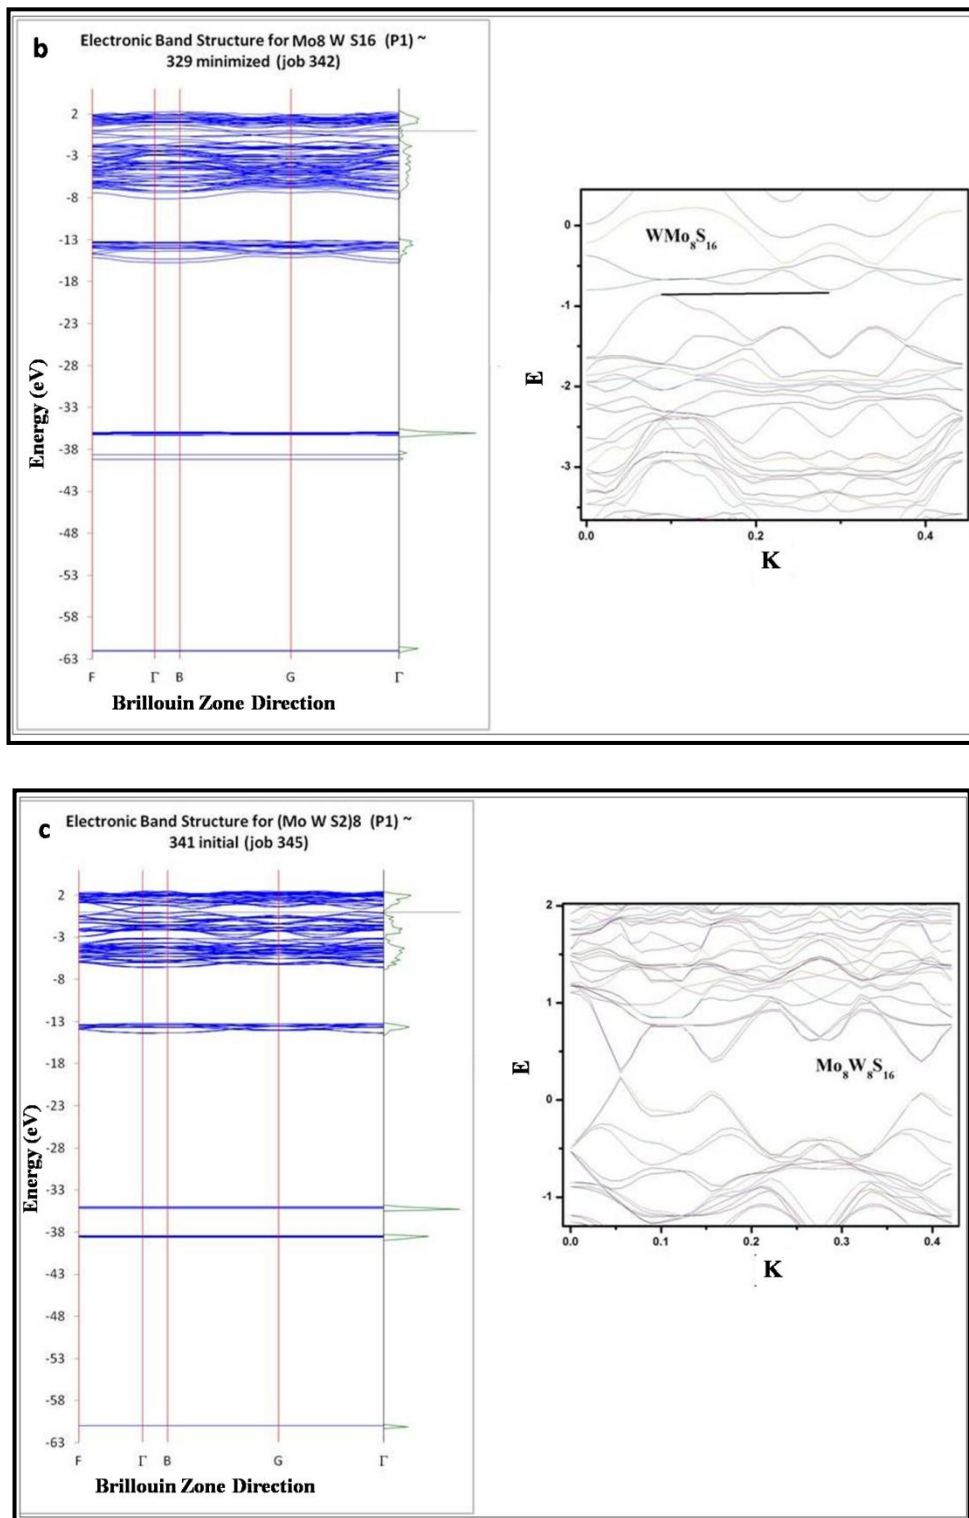 b
Electronic Band Structure for Mo8 W S16 (P1) ~
329 minimized (job 342)
2
-3
-8
-13
-18
-23
-28
-33
-38
-43
-48
-53
-58
-63
Energy (eV)
F Γ B G Γ
Brillouin Zone Direction
WMo₈S₁₆
0
-1
-2
-3
E
0.0 0.2 0.4
K
c
Electronic Band Structure for (Mo W S2)8 (P1) ~
341 initial (job 345)
2
-3
-8
-13
-18
-23
-28
-33
-38
-43
-48
-53
-58
-63
Energy (eV)
F Γ B G Γ
Brillouin Zone Direction
2
1
0
-1
E
Mo₈W₈S₁₆
0.0 0.1 0.2 0.3 0.4
K